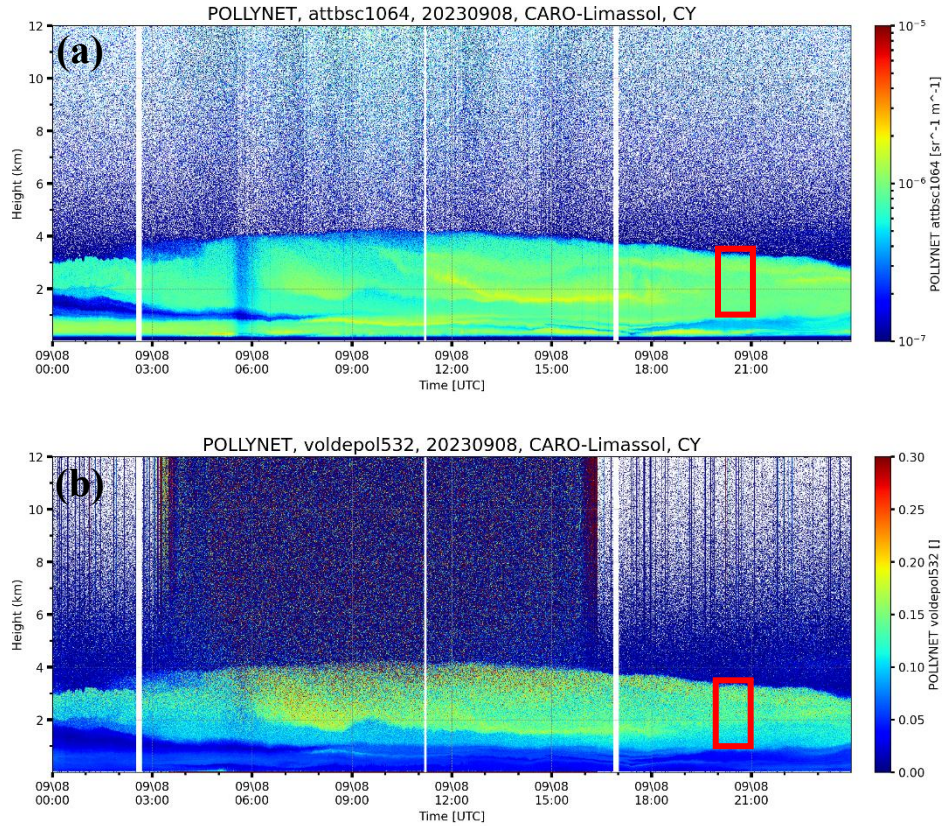 POLLYNET, attbsc1064, 20230908, CARO-Limassol, CY
(a)
12
10
8
6
4
2
Height (km)
09/08 09/08 09/08 09/08 09/08 09/08 09/08 09/08
00:00 03:00 06:00 09:00 12:00 15:00 18:00 21:00
Time [UTC]
10⁻⁵
10⁻⁶
10⁻⁷
POLLYNET attbsc1064 [sr^-1 m^-1]
POLLYNET, voldepol532, 20230908, CARO-Limassol, CY
(b)
12
10
8
6
4
2
0
Height (km)
09/08 09/08 09/08 09/08 09/08 09/08 09/08 09/08
00:00 03:00 06:00 09:00 12:00 15:00 18:00 21:00
Time [UTC]
0.30
0.25
0.20
0.15
0.10
0.05
0.00
POLLYNET voldepol532 []